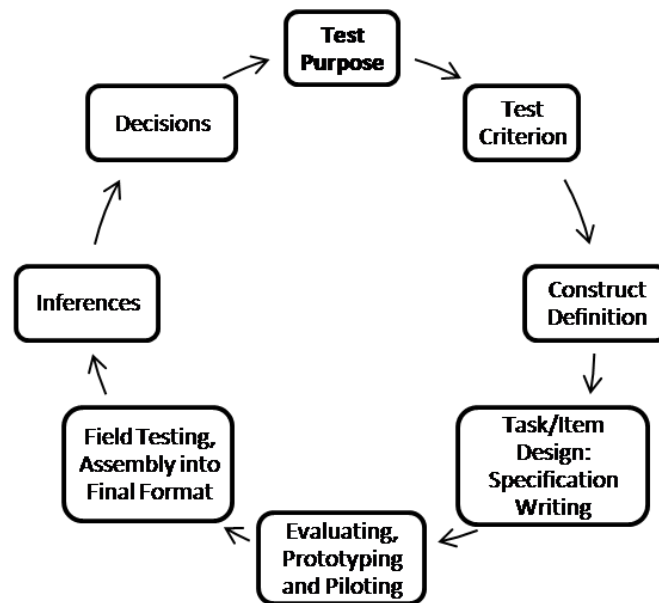 Test
Purpose
Test
Criterion
Construct
Definition
Task/Item
Design:
Specification
Writing
Evaluating,
Prototyping
and Piloting
Field Testing,
Assembly into
Final Format
Inferences
Decisions